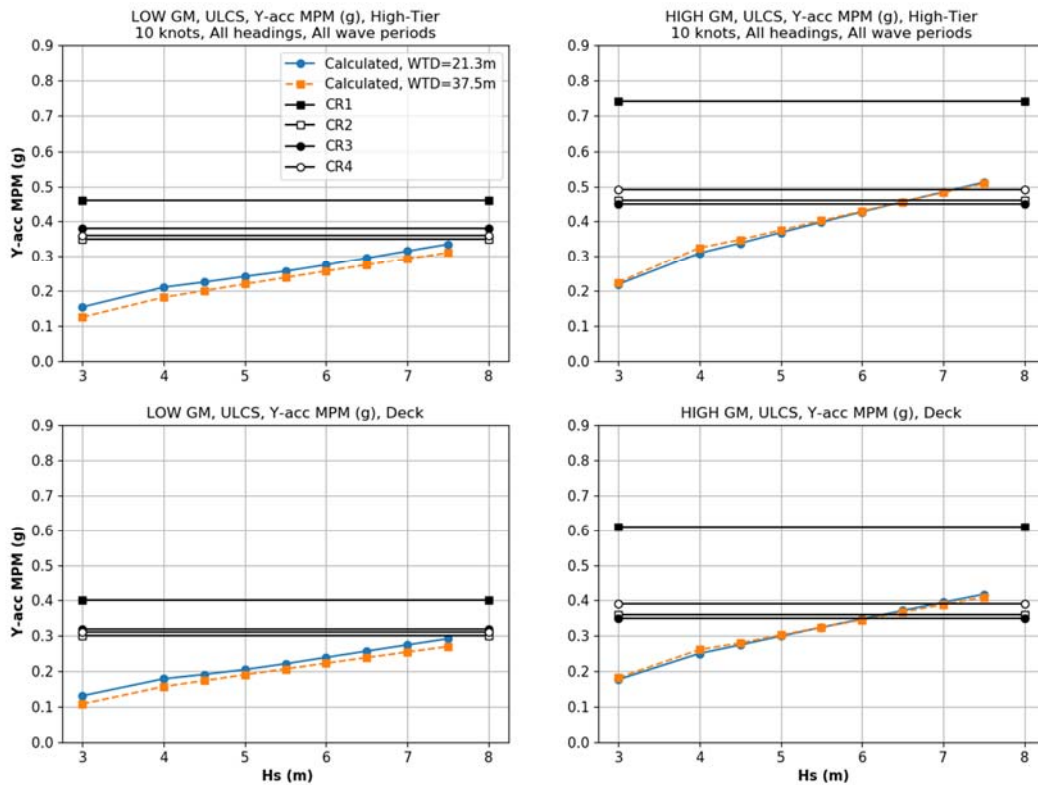 LOW GM, ULCS, Y-acc MPM (g), High-Tier
10 knots, All headings, All wave periods
Y-acc MPM (g)
0.9
0.8
0.7
0.6
0.5
0.4
0.3
0.2
0.1
0.0
Calculated, WTD=21.3m
Calculated, WTD=37.5m
CR1
CR2
CR3
CR4
3 4 5 6 7 8
HIGH GM, ULCS, Y-acc MPM (g), High-Tier
10 knots, All headings, All wave periods
0.9
0.8
0.7
0.6
0.5
0.4
0.3
0.2
0.1
0.0
3 4 5 6 7 8
LOW GM, ULCS, Y-acc MPM (g), Deck
Y-acc MPM (g)
0.9
0.8
0.7
0.6
0.5
0.4
0.3
0.2
0.1
0.0
3 4 5 6 7 8
Hs (m)
HIGH GM, ULCS, Y-acc MPM (g), Deck
0.9
0.8
0.7
0.6
0.5
0.4
0.3
0.2
0.1
0.0
3 4 5 6 7 8
Hs (m)